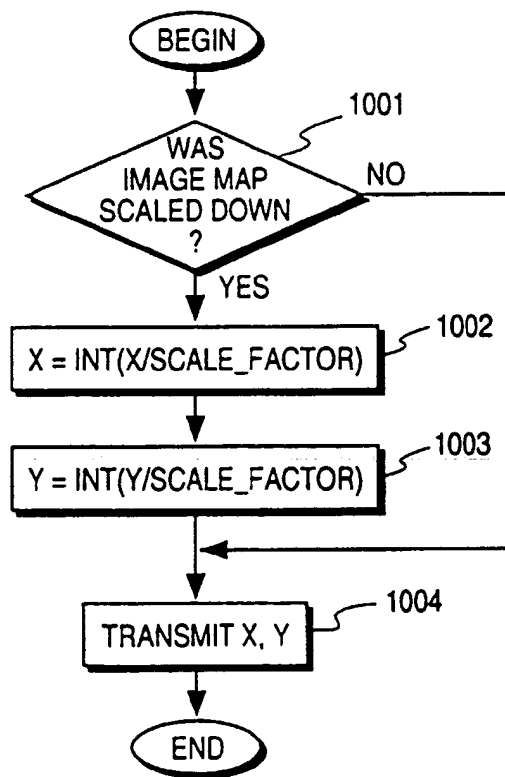 BEGIN
1001
WAS
IMAGE MAP
SCALED DOWN
?
NO
YES
1002
X = INT(X/SCALE_FACTOR)
1003
Y = INT(Y/SCALE_FACTOR)
1004
TRANSMIT X, Y
END